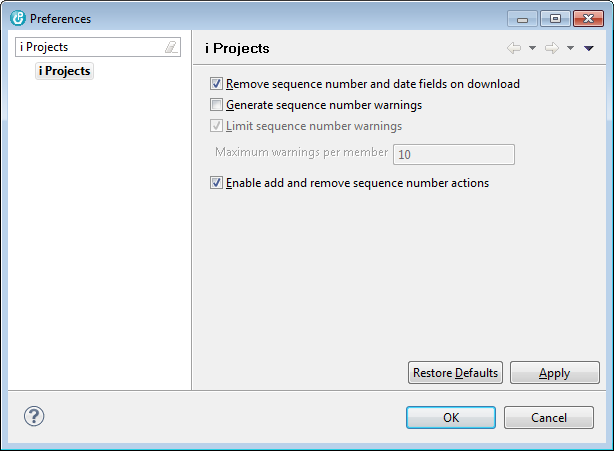 Preferences
i Projects
i Projects
i Projects
Remove sequence number and date fields on download
Generate sequence number warnings
Limit sequence number warnings
Maximum warnings per member 10
Enable add and remove sequence number actions
Restore Defaults Apply
? OK Cancel